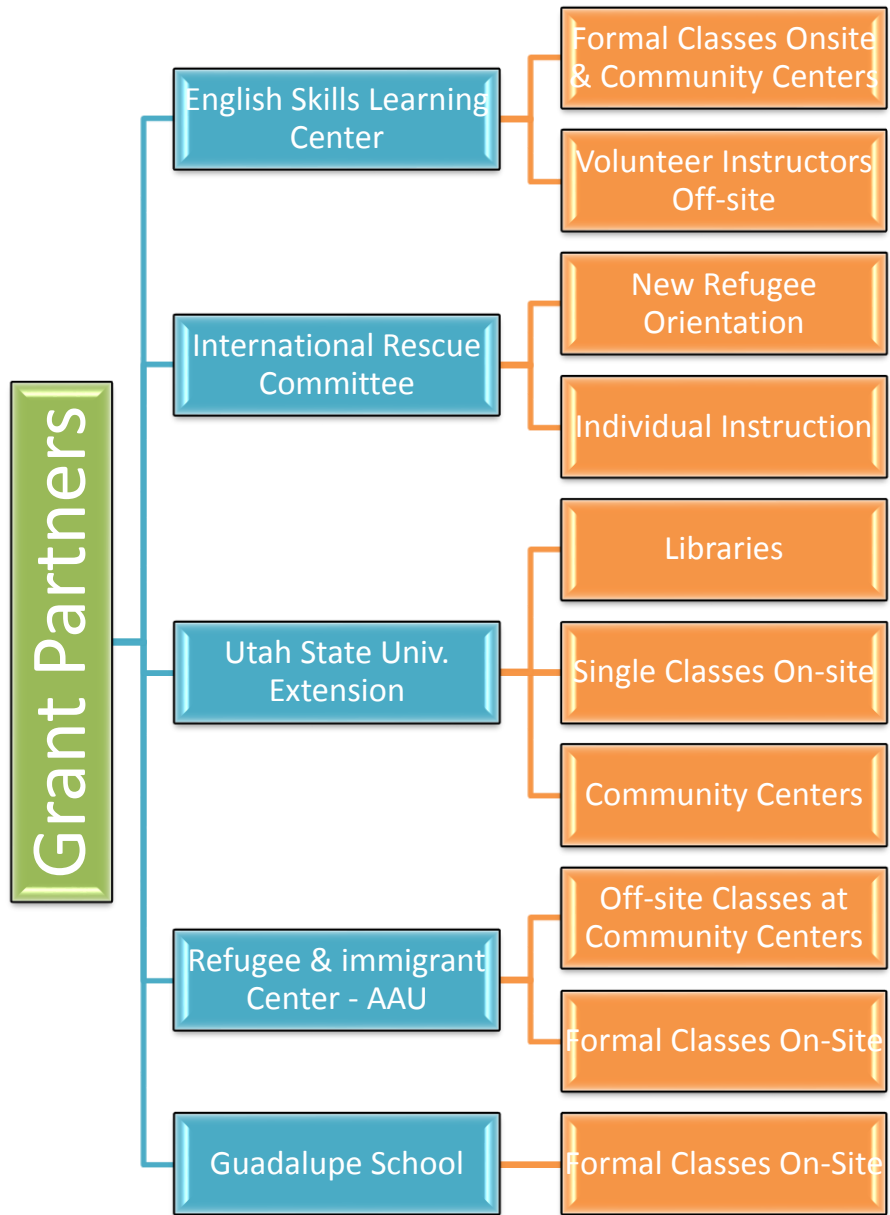 Grant Partners
English Skills Learning
Center
Formal Classes Onsite
& Community Centers
Volunteer Instructors
Off-site
International Rescue
Committee
New Refugee
Orientation
Individual Instruction
Utah State Univ.
Extension
Libraries
Single Classes On-site
Community Centers
Refugee & immigrant
Center - AAU
Off-site Classes at
Community Centers
Formal Classes On-Site
Guadalupe School
Formal Classes On-Site